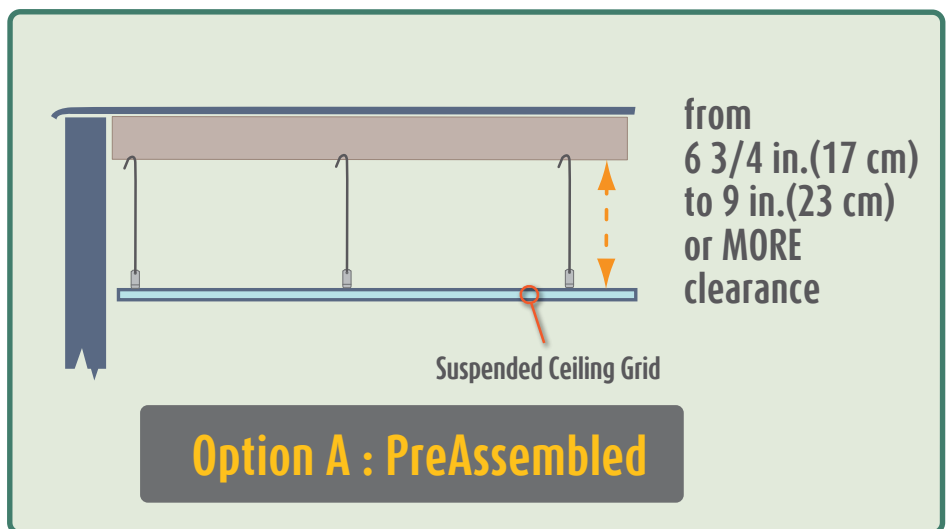 from
6 3/4 in.(17 cm)
to 9 in.(23 cm)
or MORE
clearance
Suspended Ceiling Grid
Option A : PreAssembled